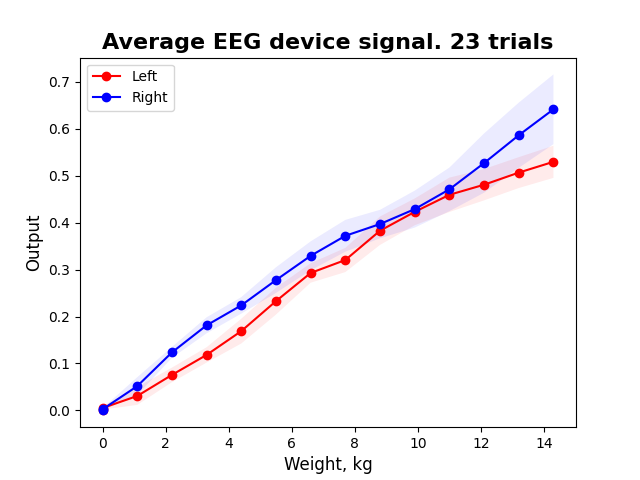 Average EEG device signal. 23 trials
Left
Right
0.7
0.6
0.5
0.4
0.3
0.2
0.1
0.0
Output
0 2 4 6 8 10 12 14
Weight, kg